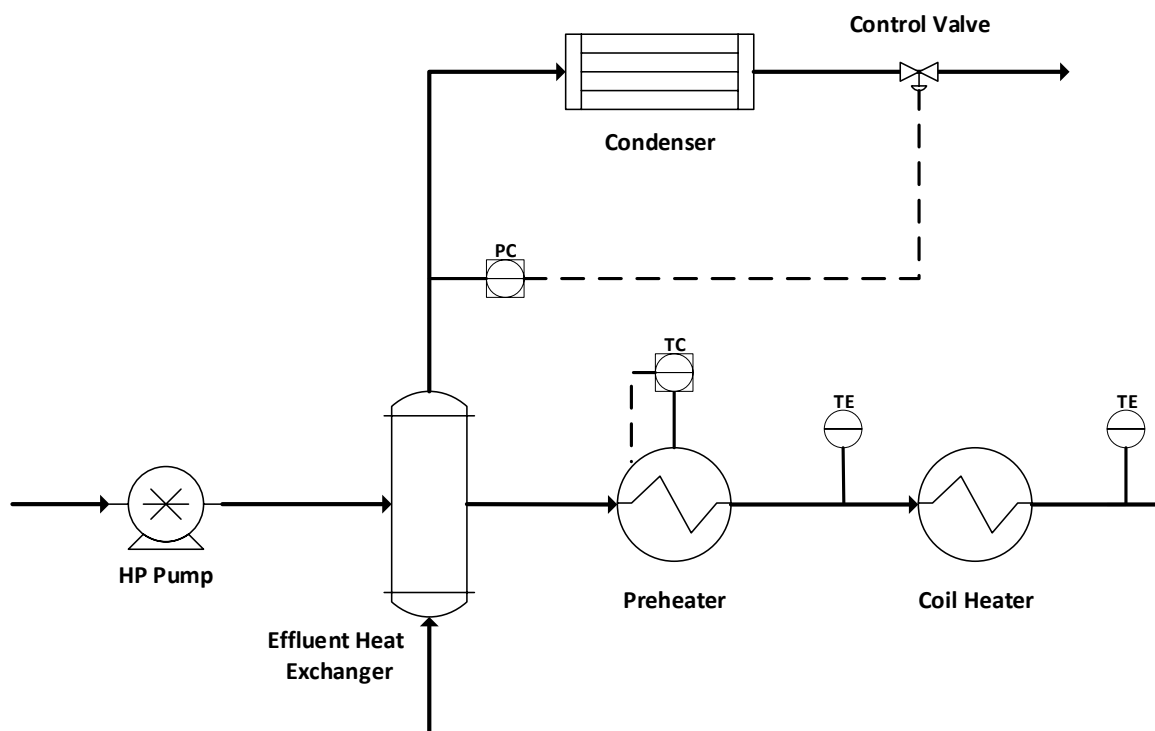 Control Valve
Condenser
PC
TC
TE
TE
HP Pump
Preheater
Coil Heater
Effluent Heat
Exchanger